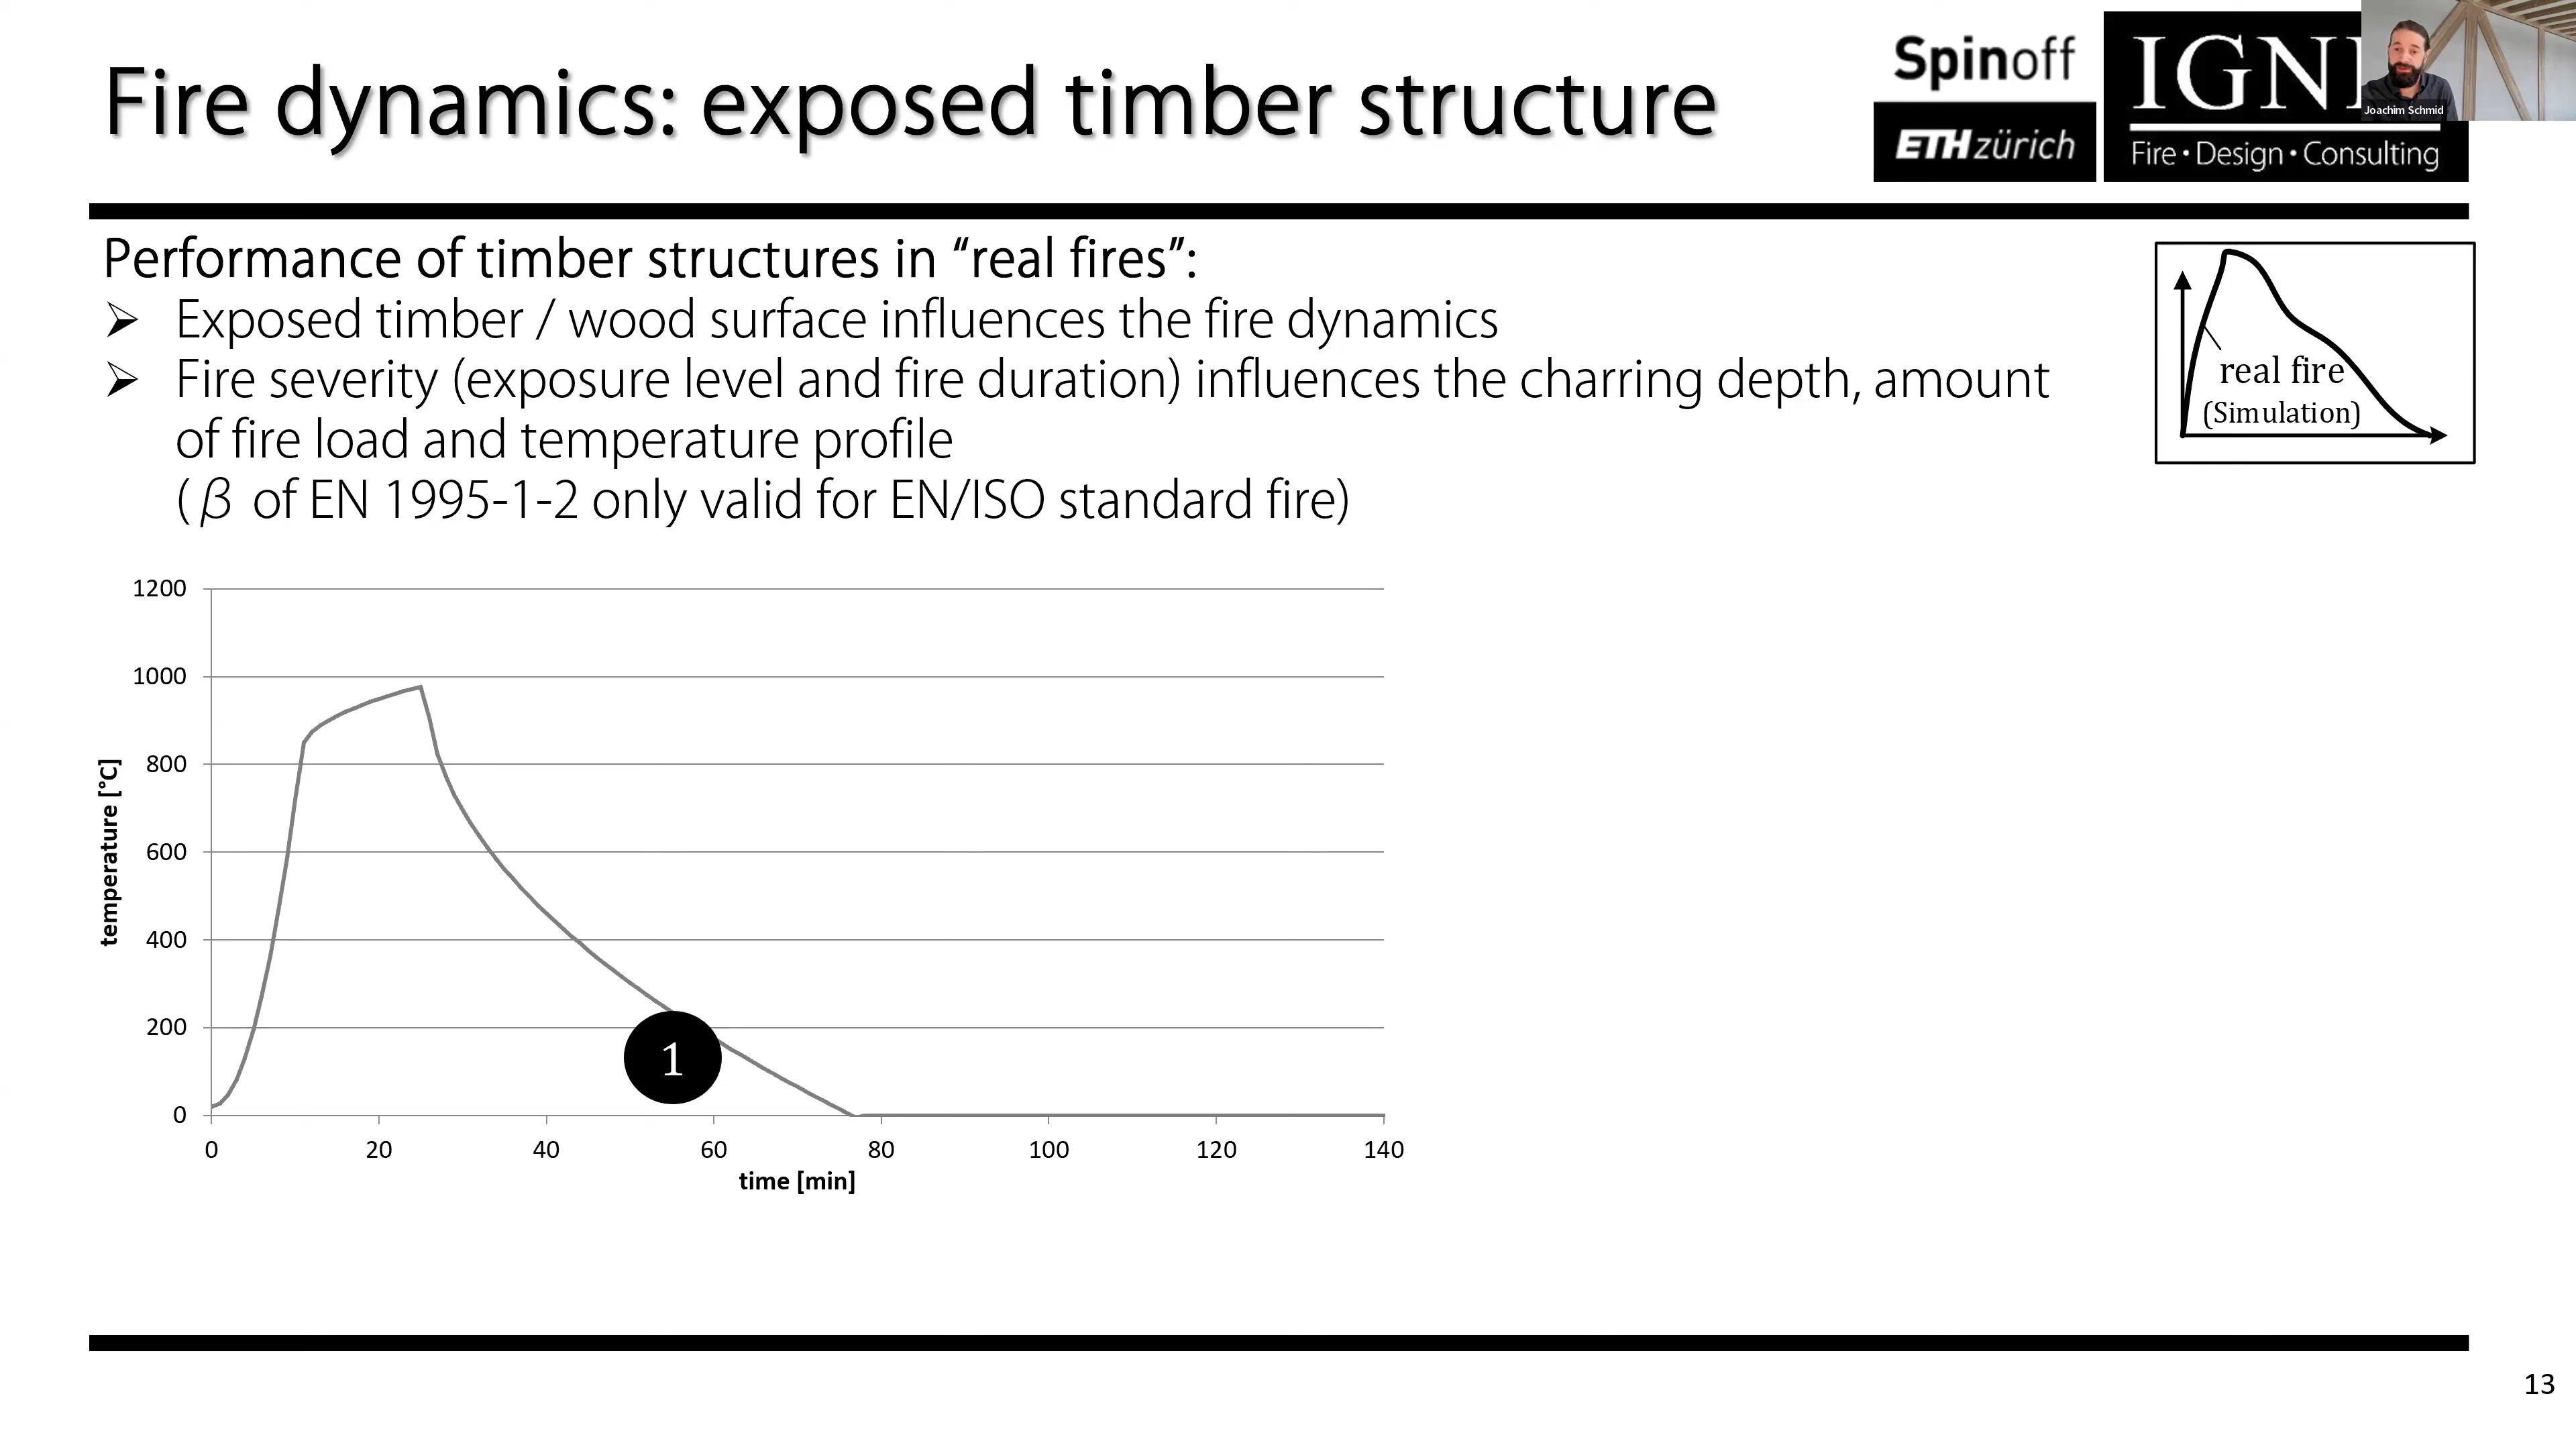 Fire dynamics: exposed timber structure
Spinoff
ETH zürich
IGNI
Fire • Design • Consulting
Joachim Schmid
Performance of timber structures in “real fires”:
➢ Exposed timber / wood surface influences the fire dynamics
➢ Fire severity (exposure level and fire duration) influences the charring depth, amount
of fire load and temperature profile
( β of EN 1995-1-2 only valid for EN/ISO standard fire)
real fire
(Simulation)
1200
1000
800
600
400
200
0
temperature [°C]
1
0 20 40 60 80 100 120 140
time [min]
13